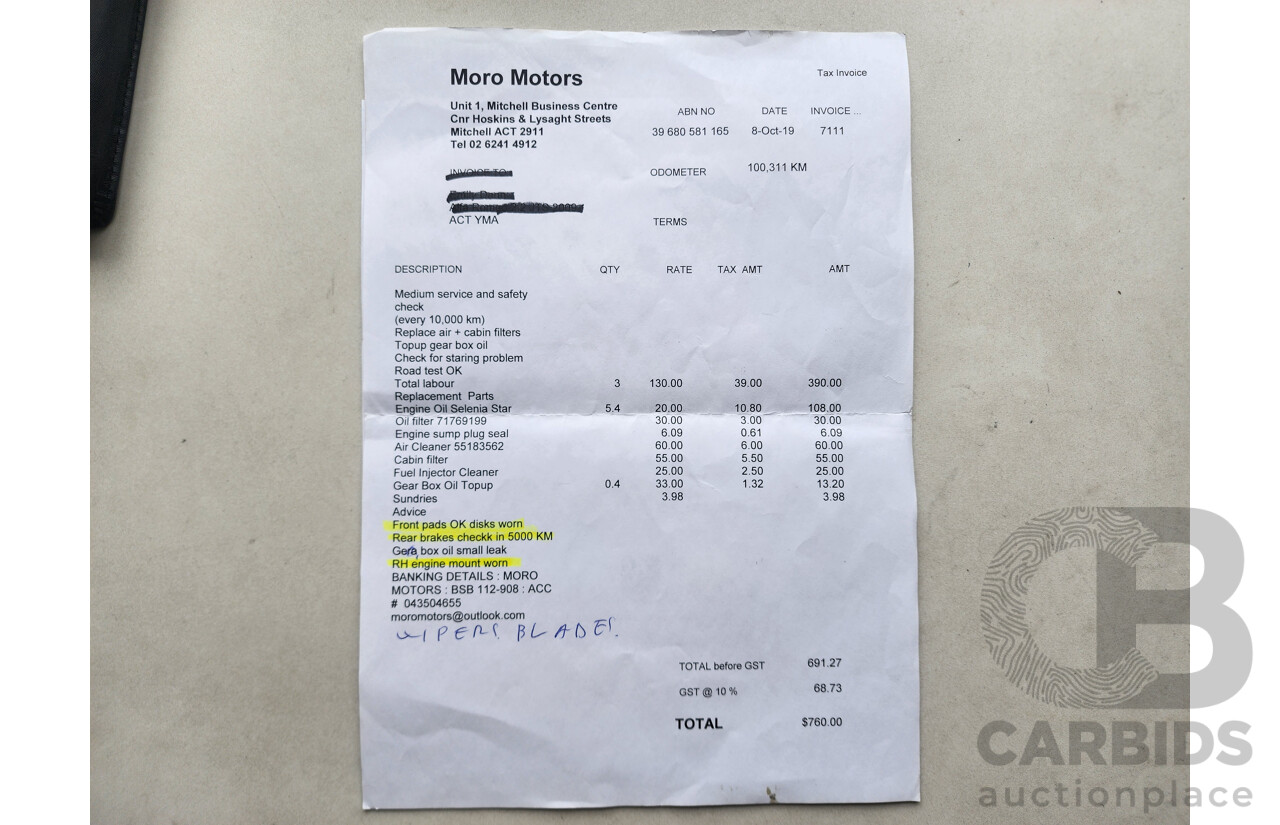 Moro Motors
Tax Invoice
Unit 1, Mitchell Business Centre
Cnr Hoskins & Lysaght Streets
Mitchell ACT 2911
Tel 02 6241 4912
ABN NO DATE INVOICE ...
39 680 581 165 8-Oct-19 7111
INVOICE TO
ODOMETER 100,311 KM
ACT YMA
TERMS
DESCRIPTION QTY RATE TAX AMT AMT
Medium service and safety
check
(every 10,000 km)
Replace air + cabin filters
Topup gear box oil
Check for staring problem
Road test OK
Total labour 3 130.00 39.00 390.00
Replacement Parts
Engine Oil Selenia Star 5.4 20.00 10.80 108.00
Oil filter 71769199 30.00 3.00 30.00
Engine sump plug seal 6.09 0.61 6.09
Air Cleaner 55183562 60.00 6.00 60.00
Cabin filter 55.00 5.50 55.00
Fuel Injector Cleaner 25.00 2.50 25.00
Gear Box Oil Topup 0.4 33.00 1.32 13.20
Sundries 3.98 3.98
Advice
Front pads OK disks worn
Rear brakes checkk in 5000 KM
box oil small leak
RH engine mount worn
BANKING DETAILS : MORO
MOTORS : BSB 112-908 : ACC
# 043504655
moromotors@outlook.com
WIPERS BLADES
TOTAL before GST 691.27
GST @ 10 % 68.73
TOTAL $760.00
CB
CARBIDS
auctionplace